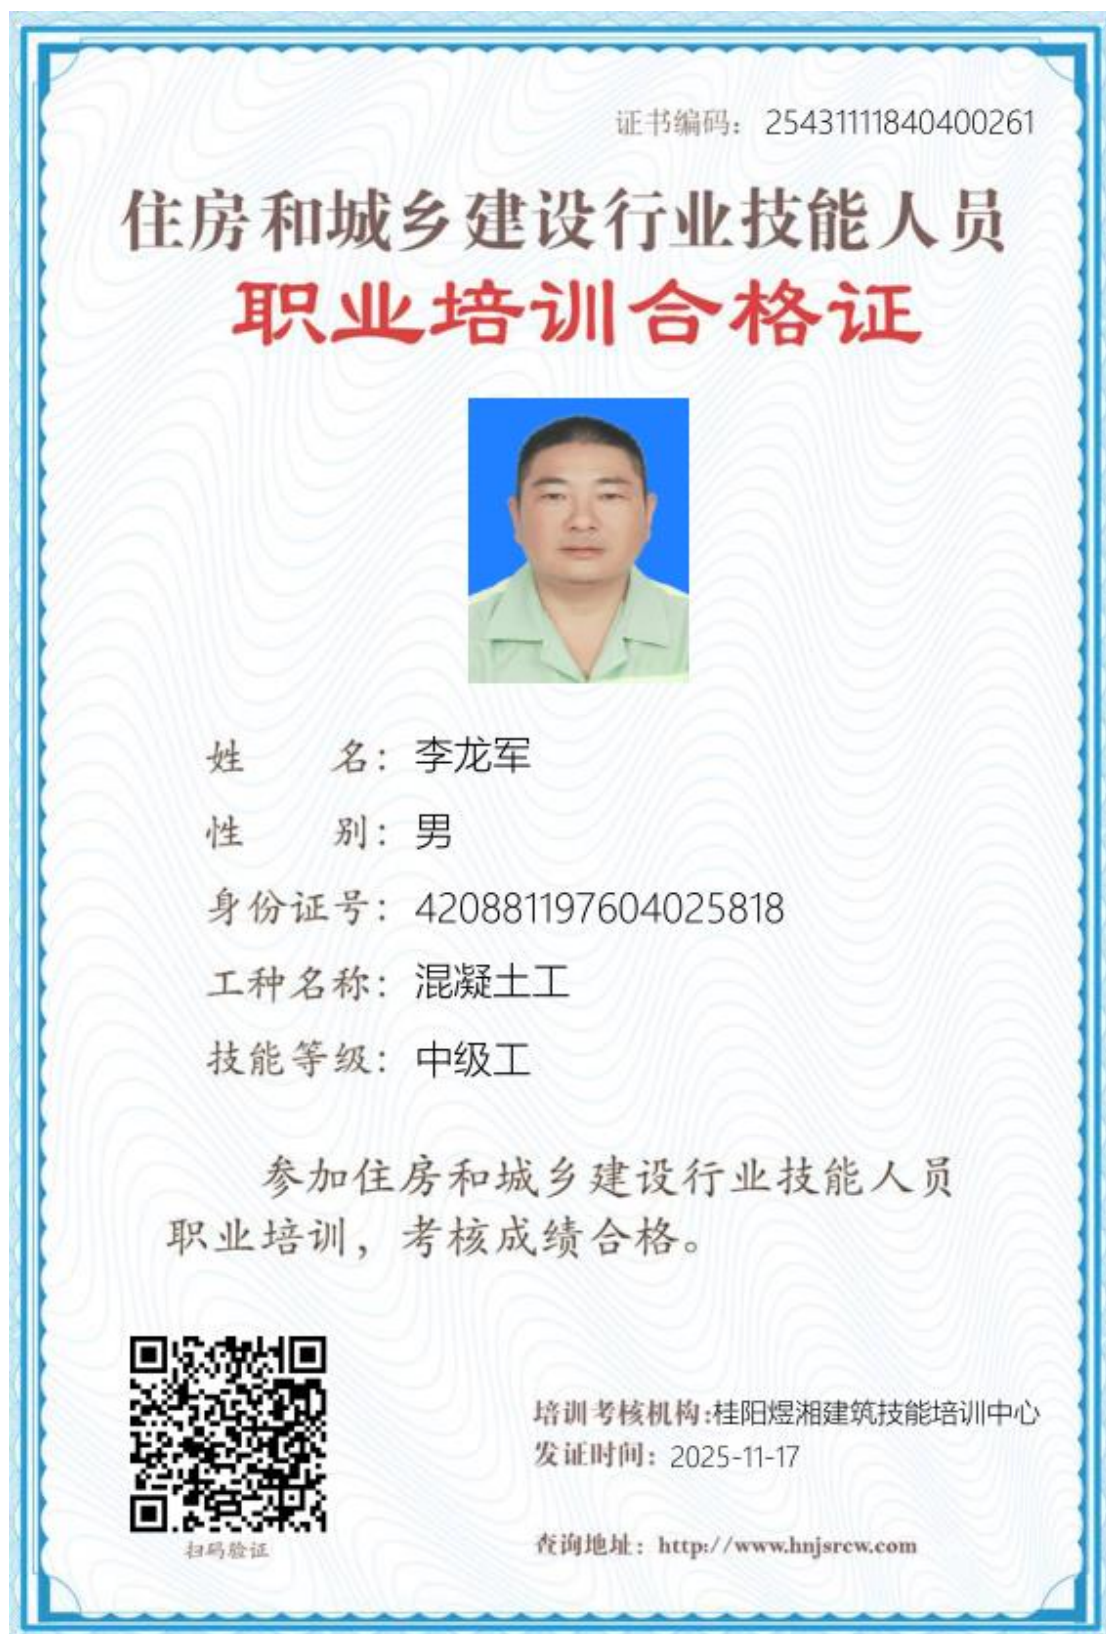 证书编码： 25431111840400261
住房和城乡建设行业技能人员
职业培训合格证
姓 名：李龙军
性 别：男
身份证号：420881197604025818
工种名称：混凝土工
技能等级：中级工
参加住房和城乡建设行业技能人员
职业培训，考核成绩合格。
培训考核机构:桂阳煜湘建筑技能培训中心
发证时间：2025-11-17
扫码验证
查询地址：http://www.hnjsrcw.com